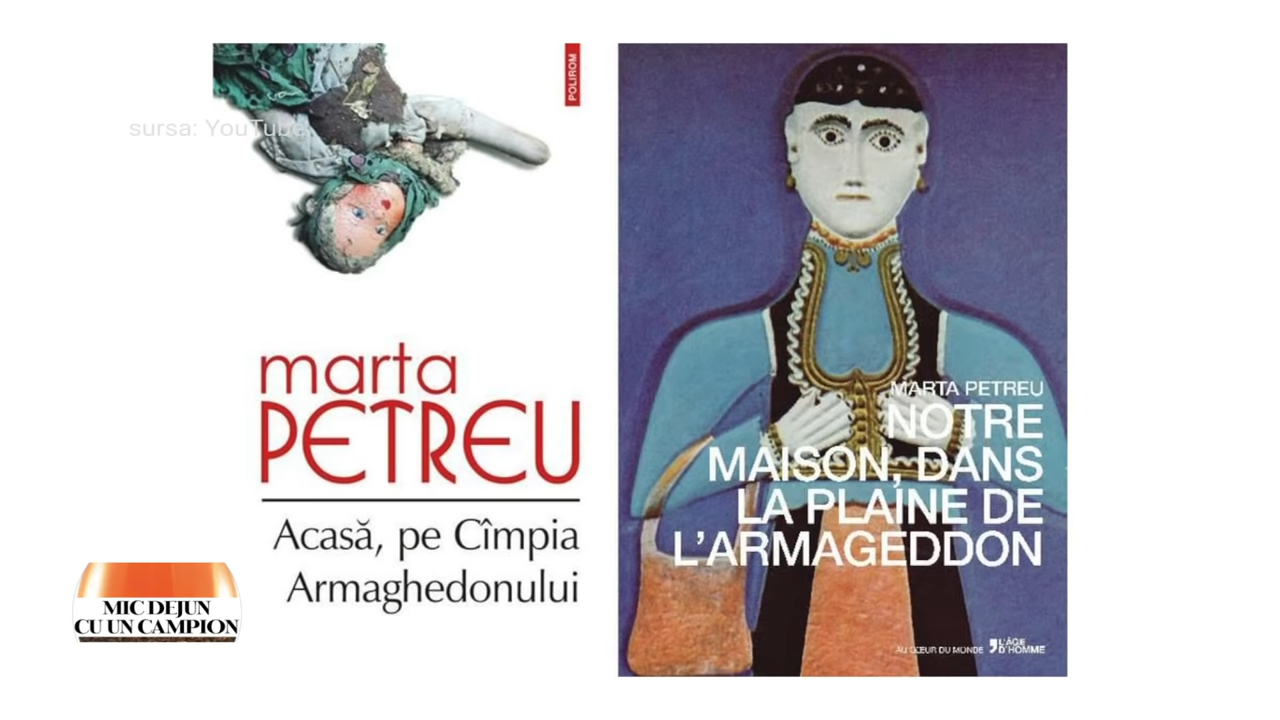 POLIROM
sursa: YouTube
marta
PETREU
Acasă, pe Cîmpia
Armaghedonului
MARTA PETREU
NOTRE
MAISON, DANS
LA PLAINE DE
L'ARMAGEDDON
AU CŒUR DU MONDE
L'ÂGE
D'HOMME
MIC DEJUN
CU UN CAMPION